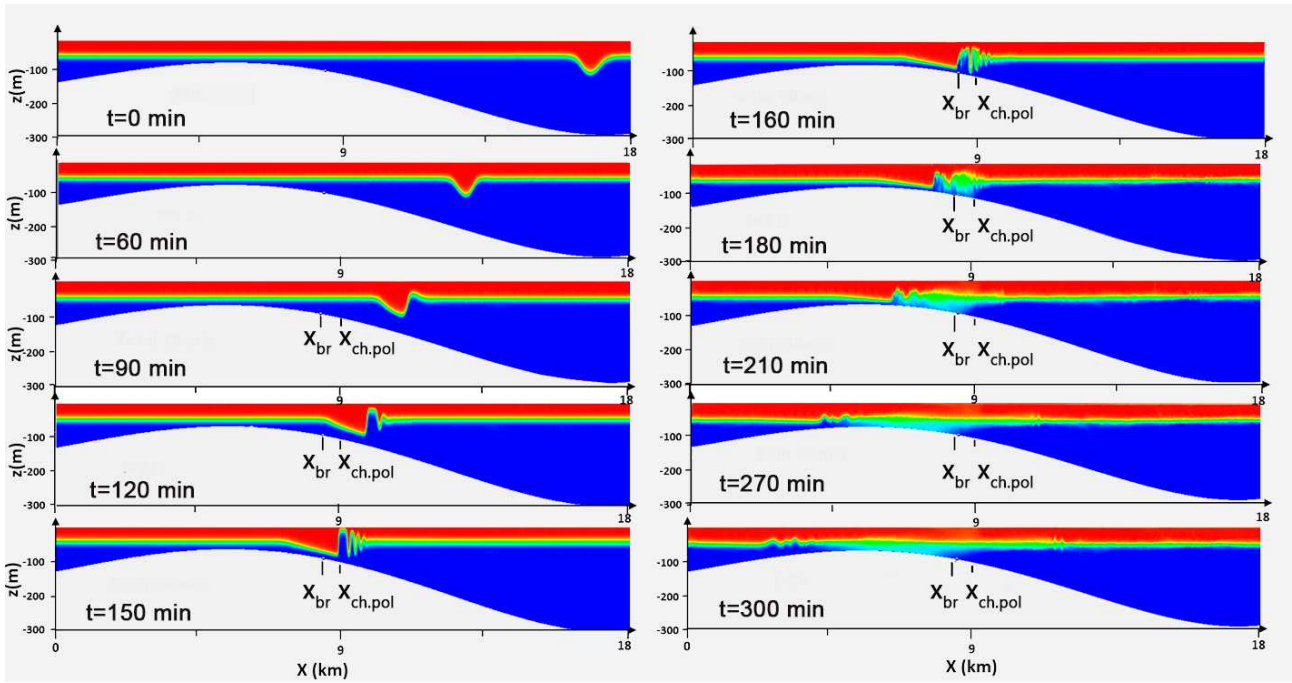 z(m)
-100
-200
-300
t=0 min
9
18
z(m)
-100
-200
-300
t=60 min
9
18
z(m)
-100
-200
-300
X_br X_ch.pol
t=90 min
9
18
z(m)
-100
-200
-300
X_br X_ch.pol
t=120 min
9
18
z(m)
-100
-200
-300
X_br X_ch.pol
t=150 min
0
9
18
X (km)
-100
-200
-300
X_br X_ch.pol
t=160 min
9
18
-100
-200
-300
X_br X_ch.pol
t=180 min
9
18
-100
-200
-300
X_br X_ch.pol
t=210 min
9
18
-100
-200
-300
X_br X_ch.pol
t=270 min
9
18
-100
-200
-300
X_br X_ch.pol
t=300 min
0
9
18
X (km)